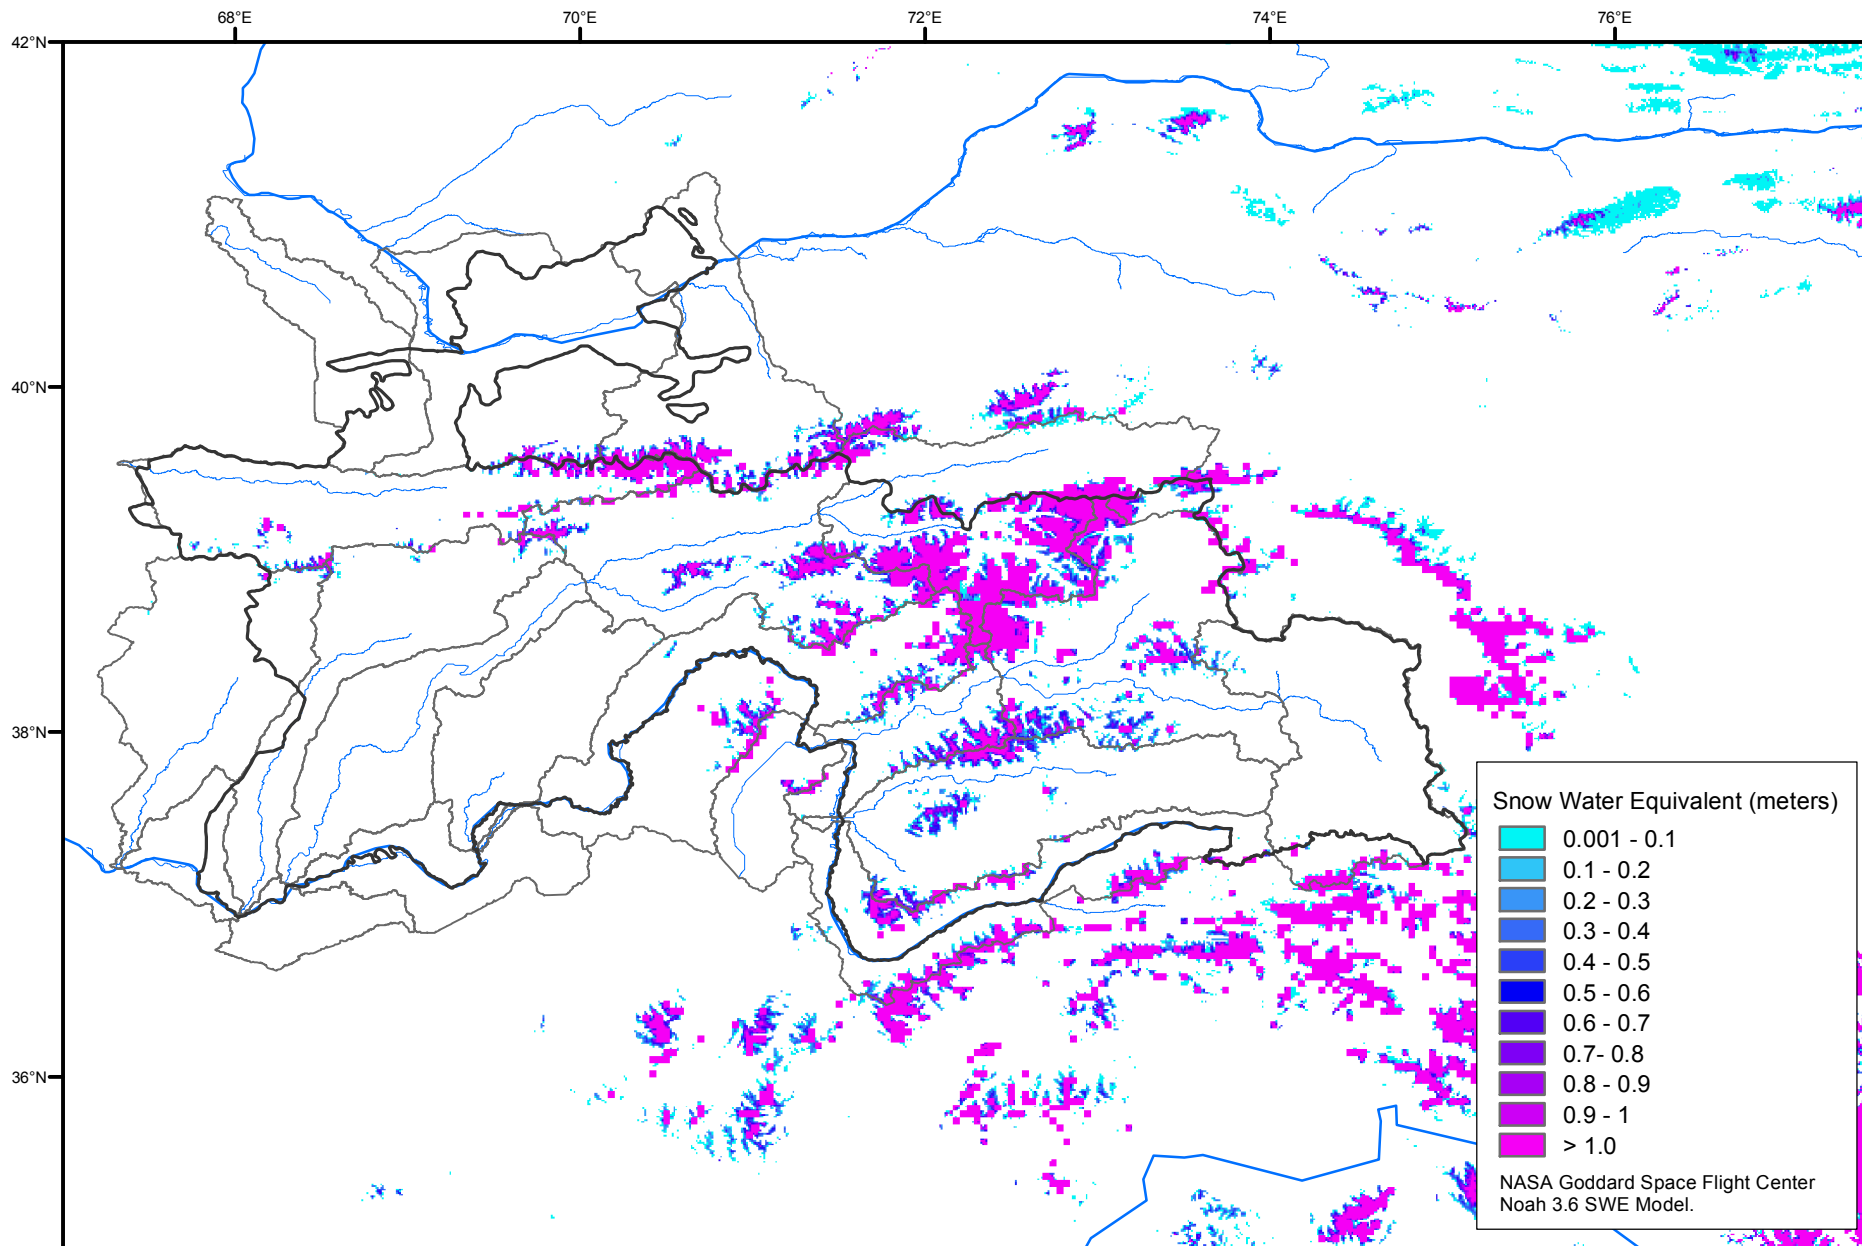 68°E
70°E
72°E
74°E
76°E
42°N
40°N
38°N
36°N
Snow Water Equivalent (meters)
0.001 - 0.1
0.1 - 0.2
0.2 - 0.3
0.3 - 0.4
0.4 - 0.5
0.5 - 0.6
0.6 - 0.7
0.7- 0.8
0.8 - 0.9
0.9 - 1
> 1.0
NASA Goddard Space Flight Center
Noah 3.6 SWE Model.